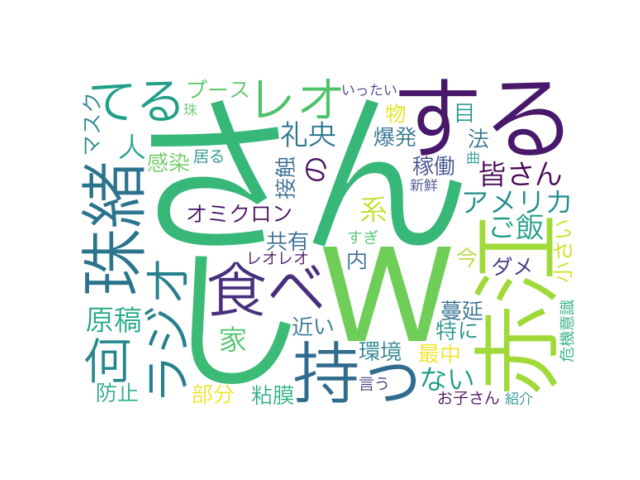 さん
し
w
する
赤江
珠緒
持っ
食べ
てる
レオ
ラジオ
何
の
ブース
いったい
マスク
珠
人
感染
居る
礼央
物
爆発
目
法
稼働
皆さん
曲
新鮮
接触
オミクロン
系
アメリカ
ご飯
小さい
共有
すぎ
今
レオレオ
内
ダメ
原稿
家
近い
蔓延
特に
危機意識
環境
最中
ない
防止
部分
粘膜
言う
お子さん
紹介